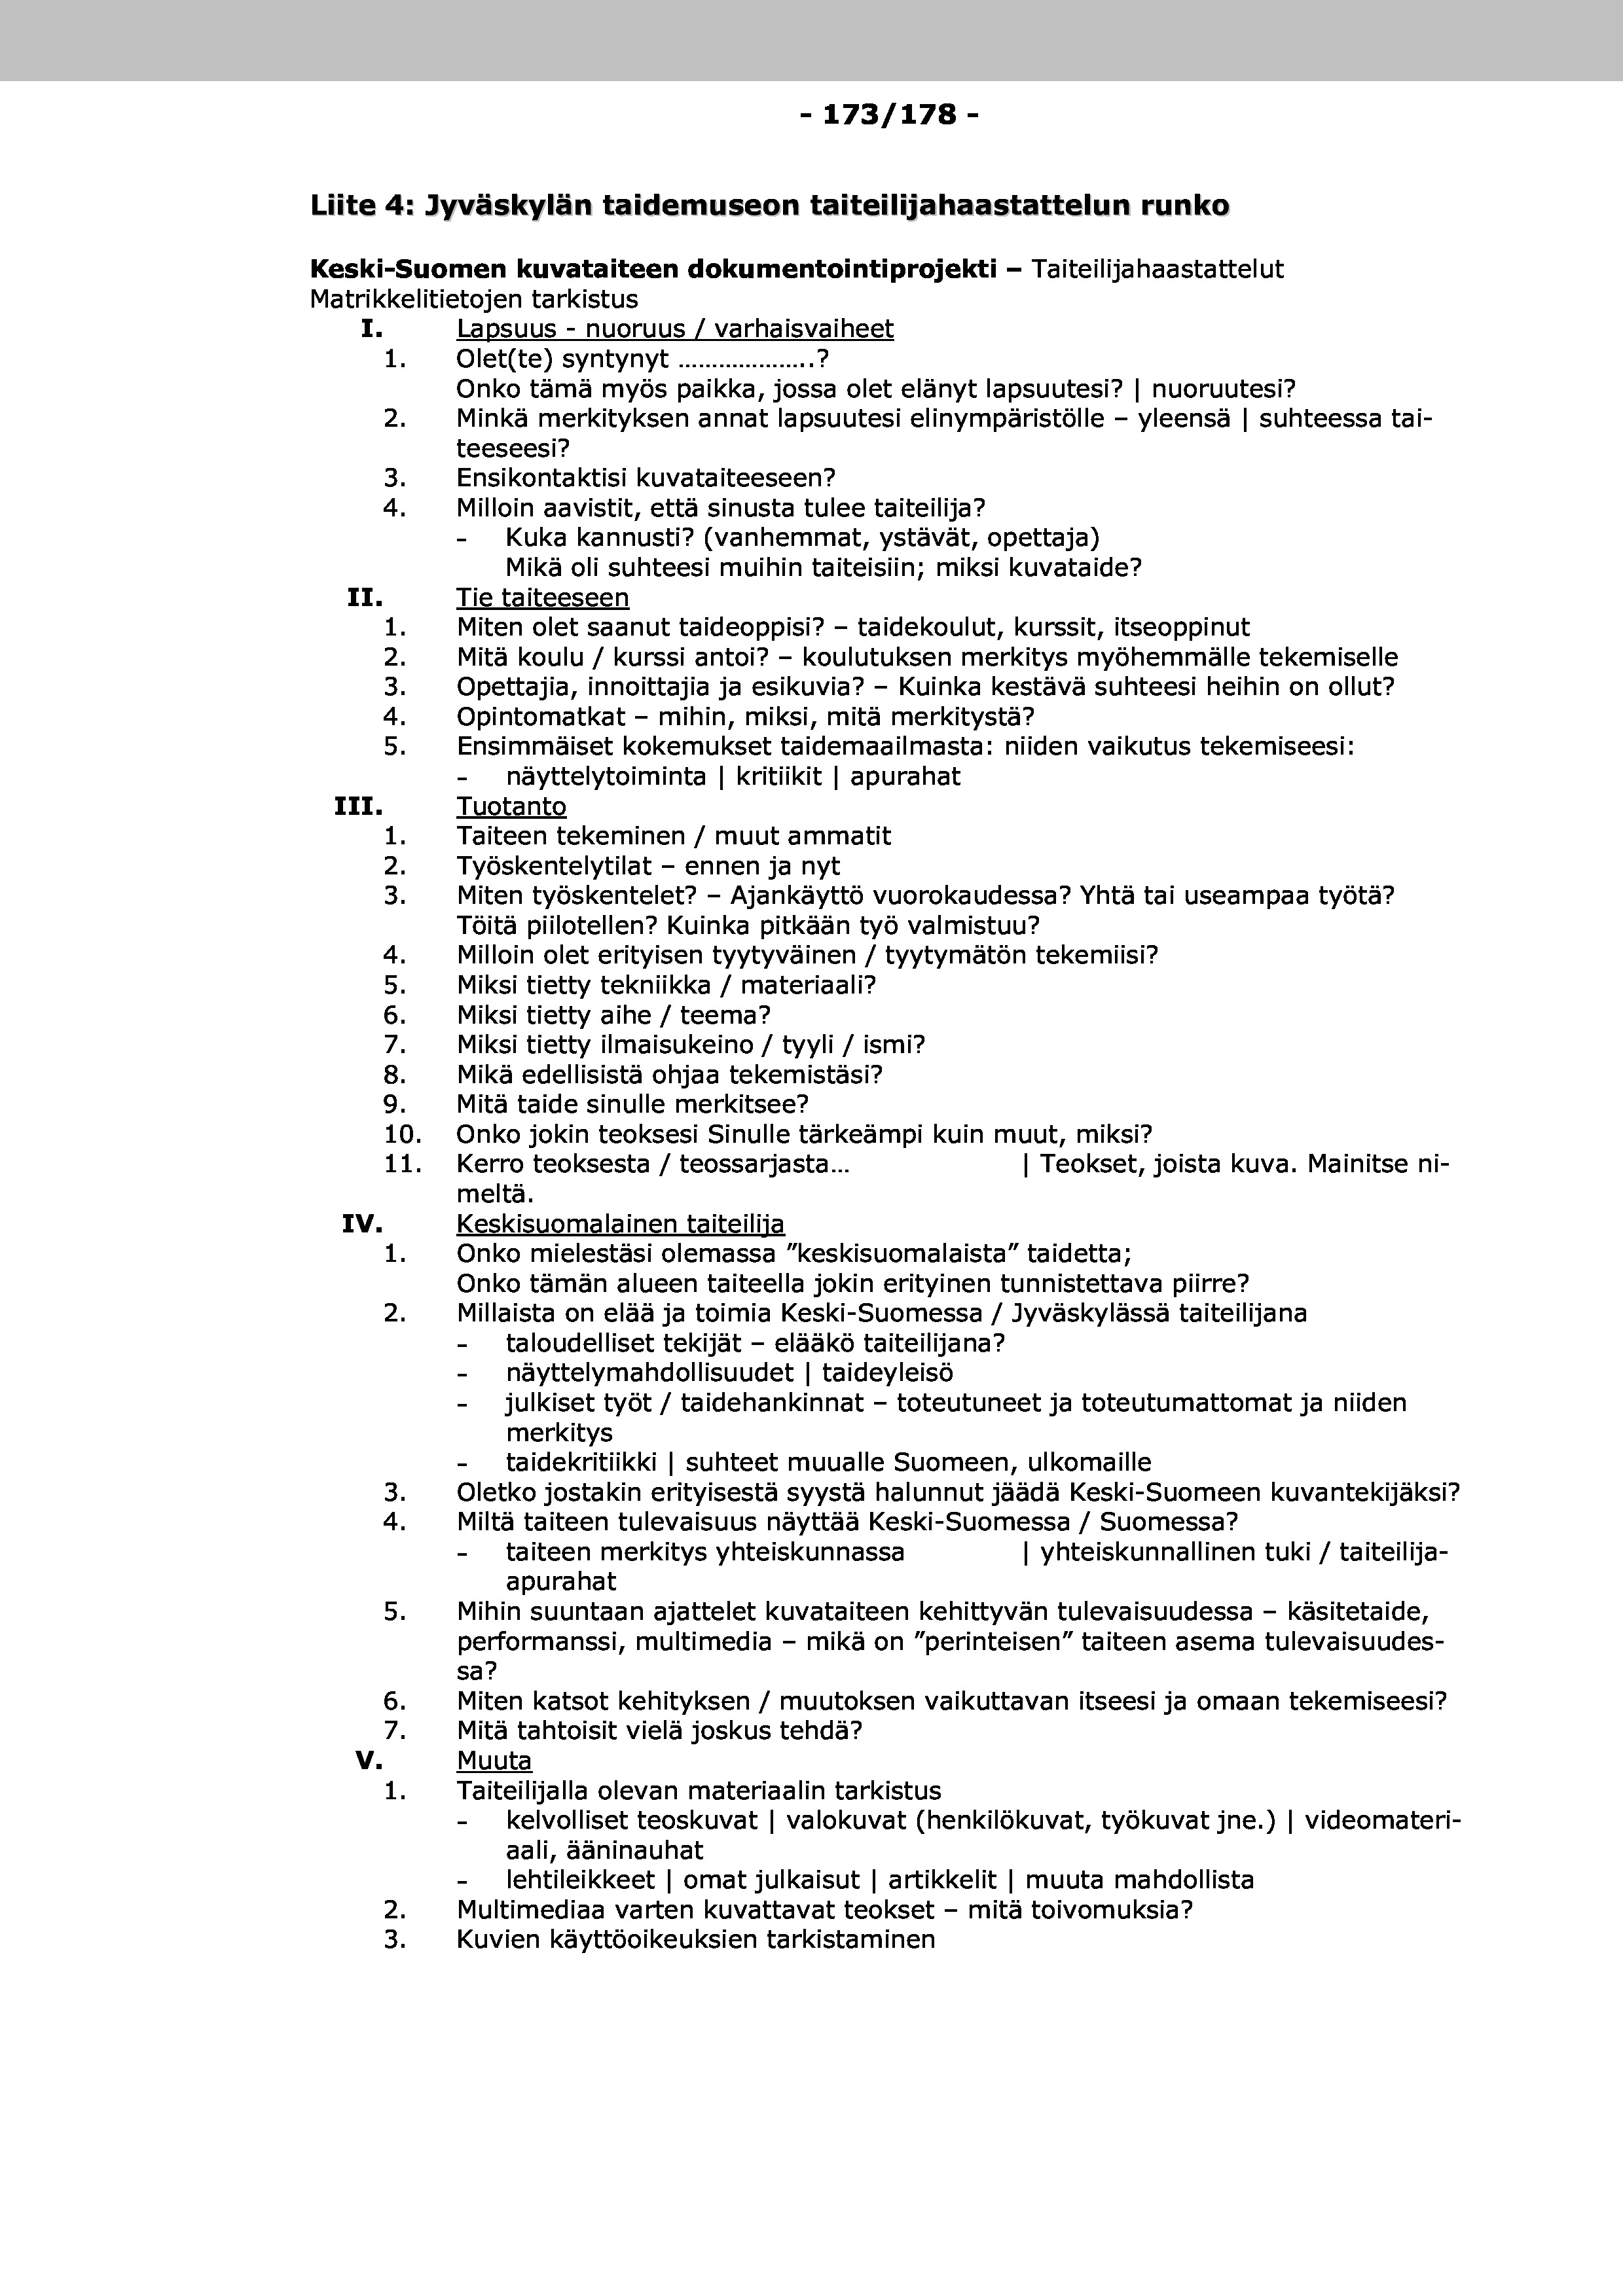 - 173/178 -
Liite 4: Jyväskylän taidemuseon taiteilijahaastattelun runko
Keski-Suomen kuvataiteen dokumentointiprojekti – Taiteilijahaastattelut
Matrikkelitietojen tarkistus
I. Lapsuus - nuoruus / varhaisvaiheet
1. Olet(te) syntynyt ………………..?
Onko tämä myös paikka, jossa olet elänyt lapsuutesi? | nuoruutesi?
2. Minkä merkityksen annat lapsuutesi elinympäristölle – yleensä | suhteessa tai-
teeseesi?
3. Ensikontaktisi kuvataiteeseen?
4. Milloin aavistit, että sinusta tulee taiteilija?
- Kuka kannusti? (vanhemmat, ystävät, opettaja)
Mikä oli suhteesi muihin taiteisiin; miksi kuvataide?
II. Tie taiteeseen
1. Miten olet saanut taideoppisi? – taidekoulut, kurssit, itseoppinut
2. Mitä koulu / kurssi antoi? – koulutuksen merkitys myöhemmälle tekemiselle
3. Opettajia, innoittajia ja esikuvia? – Kuinka kestävä suhteesi heihin on ollut?
4. Opintomatkat – mihin, miksi, mitä merkitystä?
5. Ensimmäiset kokemukset taidemaailmasta: niiden vaikutus tekemiseesi:
- näyttelytoiminta | kritiikit | apurahat
III. Tuotanto
1. Taiteen tekeminen / muut ammatit
2. Työskentelytilat – ennen ja nyt
3. Miten työskentelet? – Ajankäyttö vuorokaudessa? Yhtä tai useampaa työtä?
Töitä piilotellen? Kuinka pitkään työ valmistuu?
4. Milloin olet erityisen tyytyväinen / tyytymätön tekemiisi?
5. Miksi tietty tekniikka / materiaali?
6. Miksi tietty aihe / teema?
7. Miksi tietty ilmaisukeino / tyyli / ismi?
8. Mikä edellisistä ohjaa tekemistäsi?
9. Mitä taide sinulle merkitsee?
10. Onko jokin teoksesi Sinulle tärkeämpi kuin muut, miksi?
11. Kerro teoksesta / teossarjasta… | Teokset, joista kuva. Mainitse ni-
meltä.
IV. Keskisuomalainen taiteilija
1. Onko mielestäsi olemassa ”keskisuomalaista” taidetta;
Onko tämän alueen taiteella jokin erityinen tunnistettava piirre?
2. Millaista on elää ja toimia Keski-Suomessa / Jyväskylässä taiteilijana
- taloudelliset tekijät – elääkö taiteilijana?
- näyttelymahdollisuudet | taideyleisö
- julkiset työt / taidehankinnat – toteutuneet ja toteutumattomat ja niiden
merkitys
- taidekritiikki | suhteet muualle Suomeen, ulkomaille
3. Oletko jostakin erityisestä syystä halunnut jäädä Keski-Suomeen kuvantekijäksi?
4. Miltä taiteen tulevaisuus näyttää Keski-Suomessa / Suomessa?
- taiteen merkitys yhteiskunnassa | yhteiskunnallinen tuki / taiteilija-
apurahat
5. Mihin suuntaan ajattelet kuvataiteen kehittyvän tulevaisuudessa – käsitetaide,
performanssi, multimedia – mikä on ”perinteisen” taiteen asema tulevaisuudes-
sa?
6. Miten katsot kehityksen / muutoksen vaikuttavan itseesi ja omaan tekemiseesi?
7. Mitä tahtoisit vielä joskus tehdä?
V. Muuta
1. Taiteilijalla olevan materiaalin tarkistus
- kelvolliset teoskuvat | valokuvat (henkilökuvat, työkuvat jne.) | videomateri-
aali, ääninauhat
- lehtileikkeet | omat julkaisut | artikkelit | muuta mahdollista
2. Multimediaa varten kuvattavat teokset – mitä toivomuksia?
3. Kuvien käyttöoikeuksien tarkistaminen